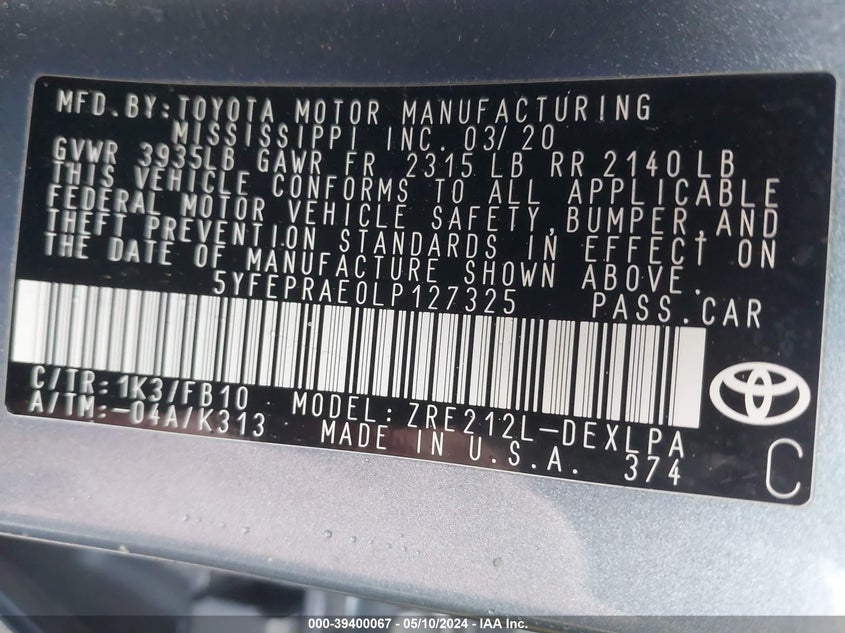 MFD.BY:TOYOTA MOTOR MANUFACTURING
MISSISSIPPI INC. 03/20
GVWR 3935LB GAWR FR 2315 LB RR 2140 LB
THIS VEHICLE CONFORMS TO ALL APPLICABLE
FEDERAL MOTOR VEHICLE SAFETY,BUMPER,AND
THEFT PREVENTION STANDARDS IN EFFECT ON
THE DATE OF MANUFACTURE SHOWN ABOVE.
5YFEPRAE0LP127325 PASS.CAR
C/TR:1K3/FB10 MODEL:ZRE212L-DEXLPA
A/TM:-04A/K313 MADE IN U.S.A. 374
C
000-39400067 - 05/10/2024 - IAA Inc.